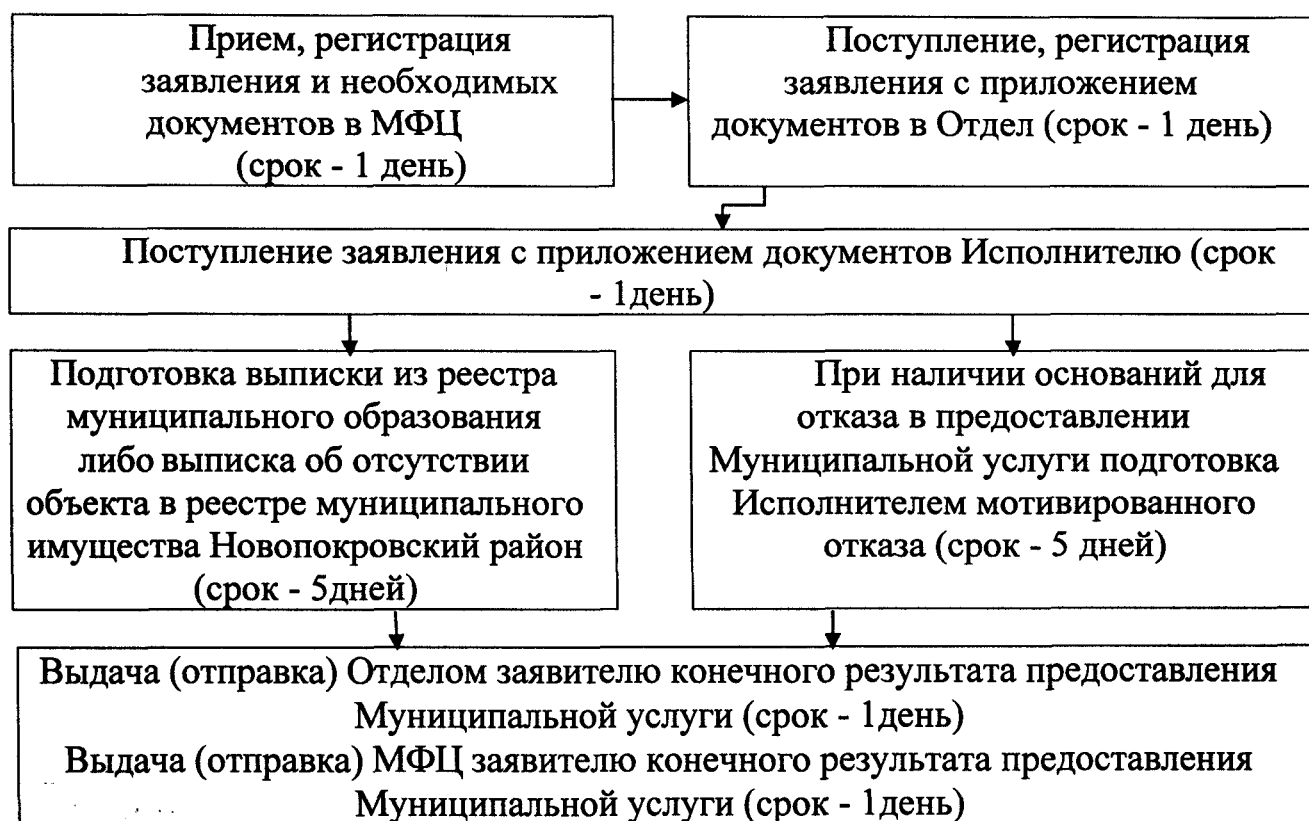 Прием, регистрация
заявления и необходимых
документов в МФЦ
(срок - 1 день)
Поступление, регистрация
заявления с приложением
документов в Отдел (срок - 1 день)
Поступление заявления с приложением документов Исполнителю (срок
- 1день)
Подготовка выписки из реестра
муниципального образования
либо выписка об отсутствии
объекта в реестре муниципального
имущества Новопокровский район
(срок - 5дней)
При наличии оснований для
отказа в предоставлении
Муниципальной услуги подготовка
Исполнителем мотивированного
отказа (срок - 5 дней)
Выдача (отправка) Отделом заявителю конечного результата предоставления
Муниципальной услуги (срок - 1день)
Выдача (отправка) МФЦ заявителю конечного результата предоставления
Муниципальной услуги (срок - 1день)